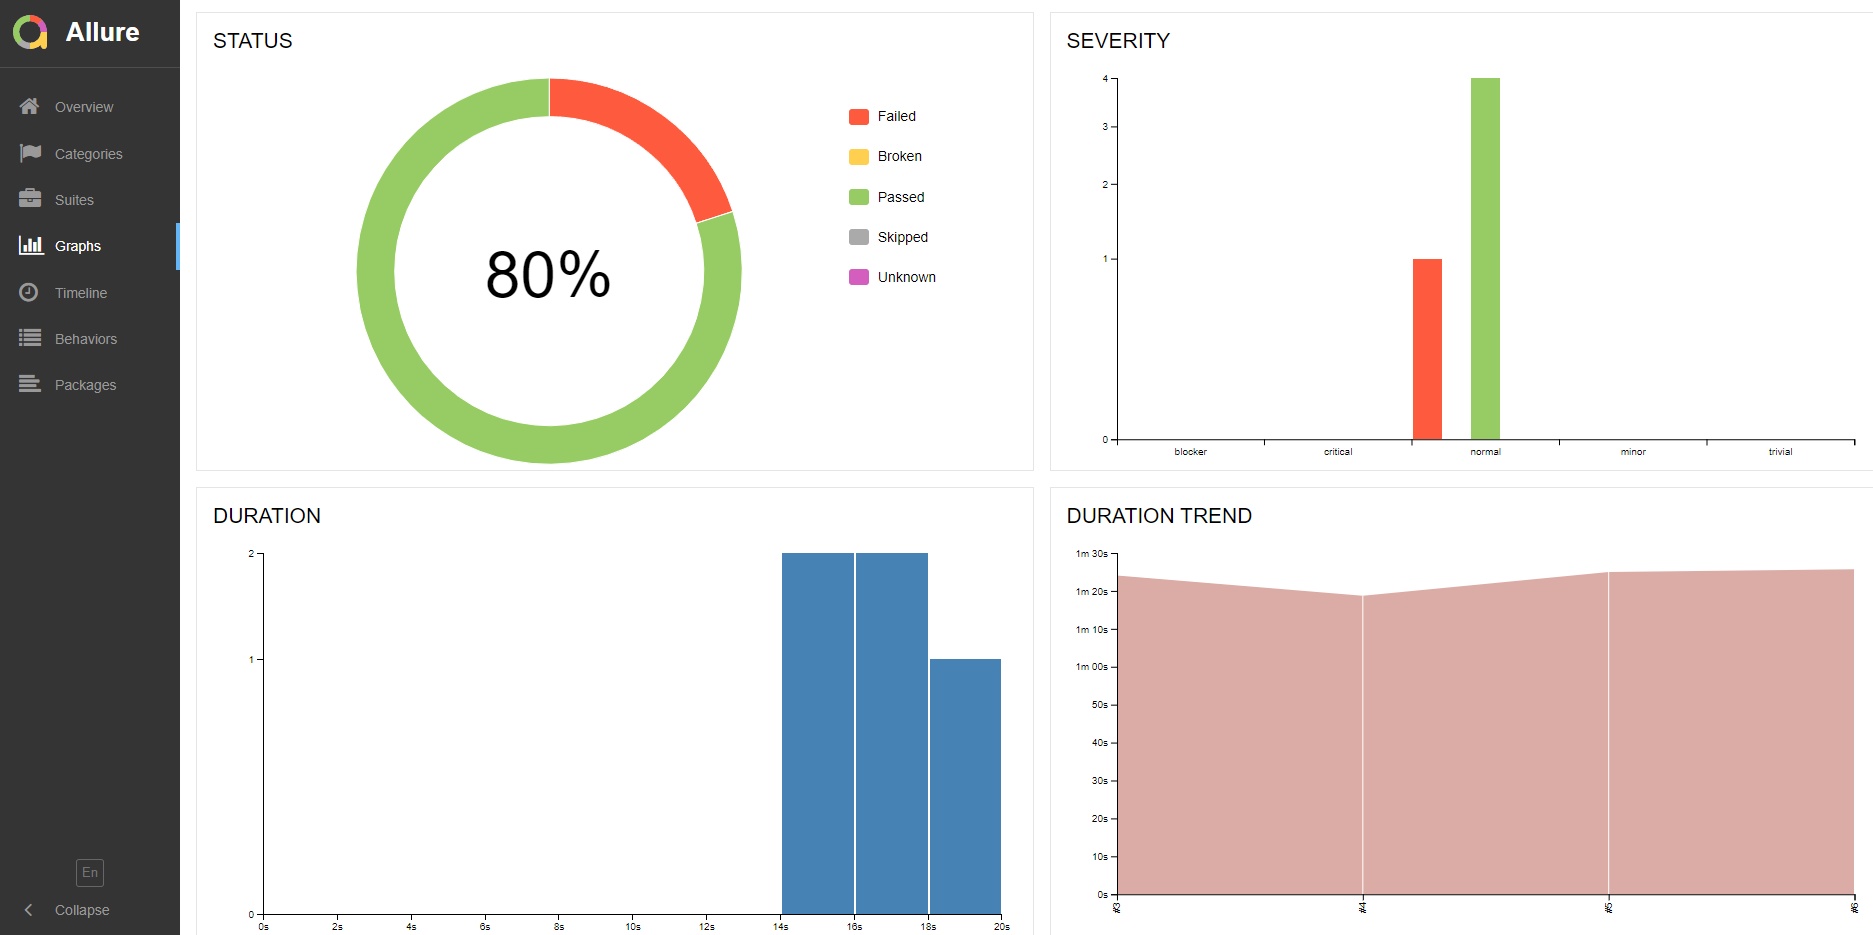 Allure
Overview
Categories
Suites
Graphs
Timeline
Behaviors
Packages
En
Collapse
STATUS
80%
Failed
Broken
Passed
Skipped
Unknown
SEVERITY
4
3
2
1
0
blocker critical normal minor trivial
DURATION
2
1
0
0s 2s 4s 6s 8s 10s 12s 14s 16s 18s 20s
DURATION TREND
1m 30s
1m 20s
1m 10s
1m 00s
50s
40s
30s
20s
10s
0s
#3 #4 #5 #6